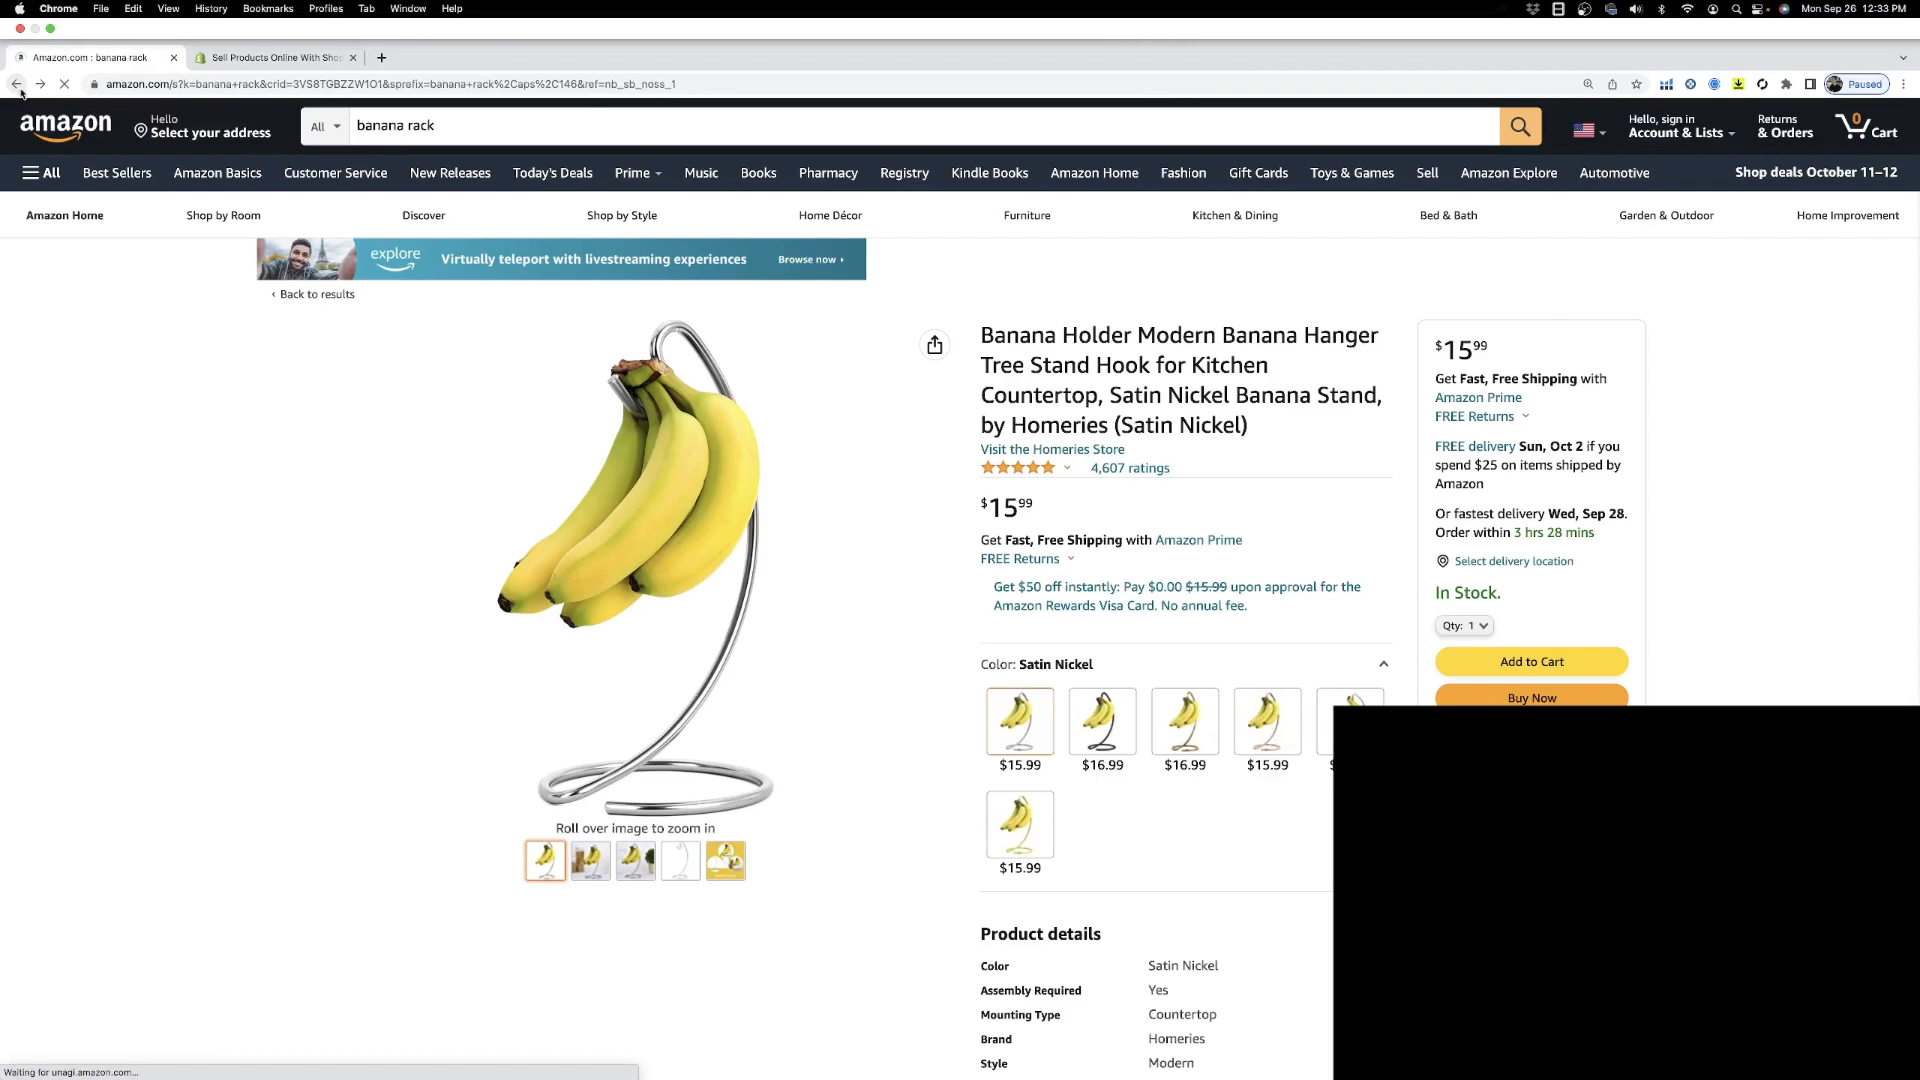 Chrome File Edit View History Bookmarks Profiles Tab Window Help
Mon Sep 26 12:33 PM
Amazon.com : banana rack
Sell Products Online With Sho
amazon.com/s?k=banana+rack&crid=3VS8TGBZZW1O1&sprefix=banana+rack%2Caps%2C146&ref=nb_sb_noss_1
Paused
amazon
Hello
Select your address
All
banana rack
Hello, sign in
Account & Lists
Returns
& Orders
0
Cart
All Best Sellers Amazon Basics Customer Service New Releases Today's Deals Prime Music Books Pharmacy Registry Kindle Books Amazon Home Fashion Gift Cards Toys & Games Sell Amazon Explore Automotive
Shop deals October 11–12
Amazon Home Shop by Room Discover Shop by Style Home Décor Furniture Kitchen & Dining Bed & Bath Garden & Outdoor Home Improvement
explore
Virtually teleport with livestreaming experiences
Browse now
‹ Back to results
Roll over image to zoom in
Banana Holder Modern Banana Hanger
Tree Stand Hook for Kitchen
Countertop, Satin Nickel Banana Stand,
by Homeries (Satin Nickel)
Visit the Homeries Store
4,607 ratings
$15.99
Get Fast, Free Shipping with Amazon Prime
FREE Returns
Get $50 off instantly: Pay $0.00 $15.99 upon approval for the
Amazon Rewards Visa Card. No annual fee.
Color: Satin Nickel
$15.99 $16.99 $16.99 $15.99
$15.99
Product details
Color Satin Nickel
Assembly Required Yes
Mounting Type Countertop
Brand Homeries
Style Modern
$15.99
Get Fast, Free Shipping with
Amazon Prime
FREE Returns
FREE delivery Sun, Oct 2 if you
spend $25 on items shipped by
Amazon
Or fastest delivery Wed, Sep 28.
Order within 3 hrs 28 mins
Select delivery location
In Stock.
Qty: 1
Add to Cart
Buy Now
Waiting for unagi.amazon.com...